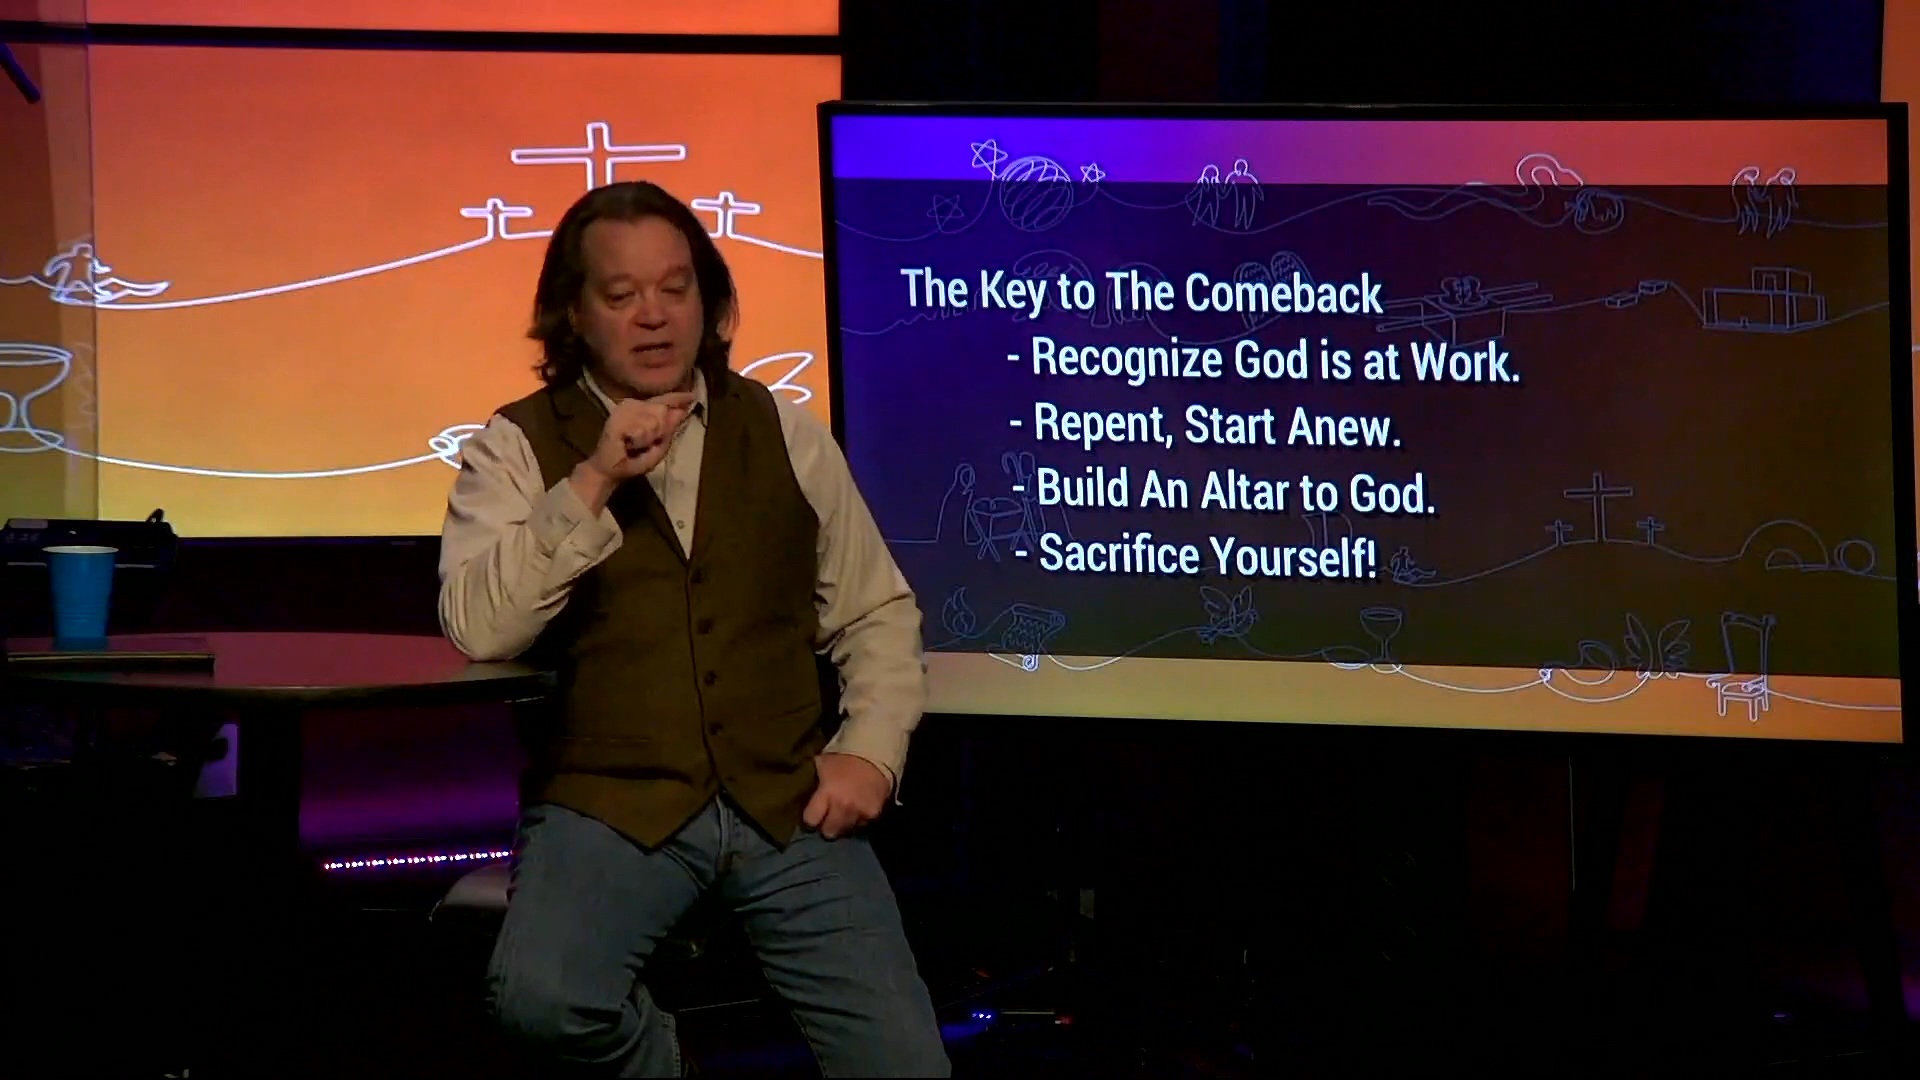 The Key to The Comeback
- Recognize God is at Work.
- Repent, Start Anew.
- Build An Altar to God.
- Sacrifice Yourself!